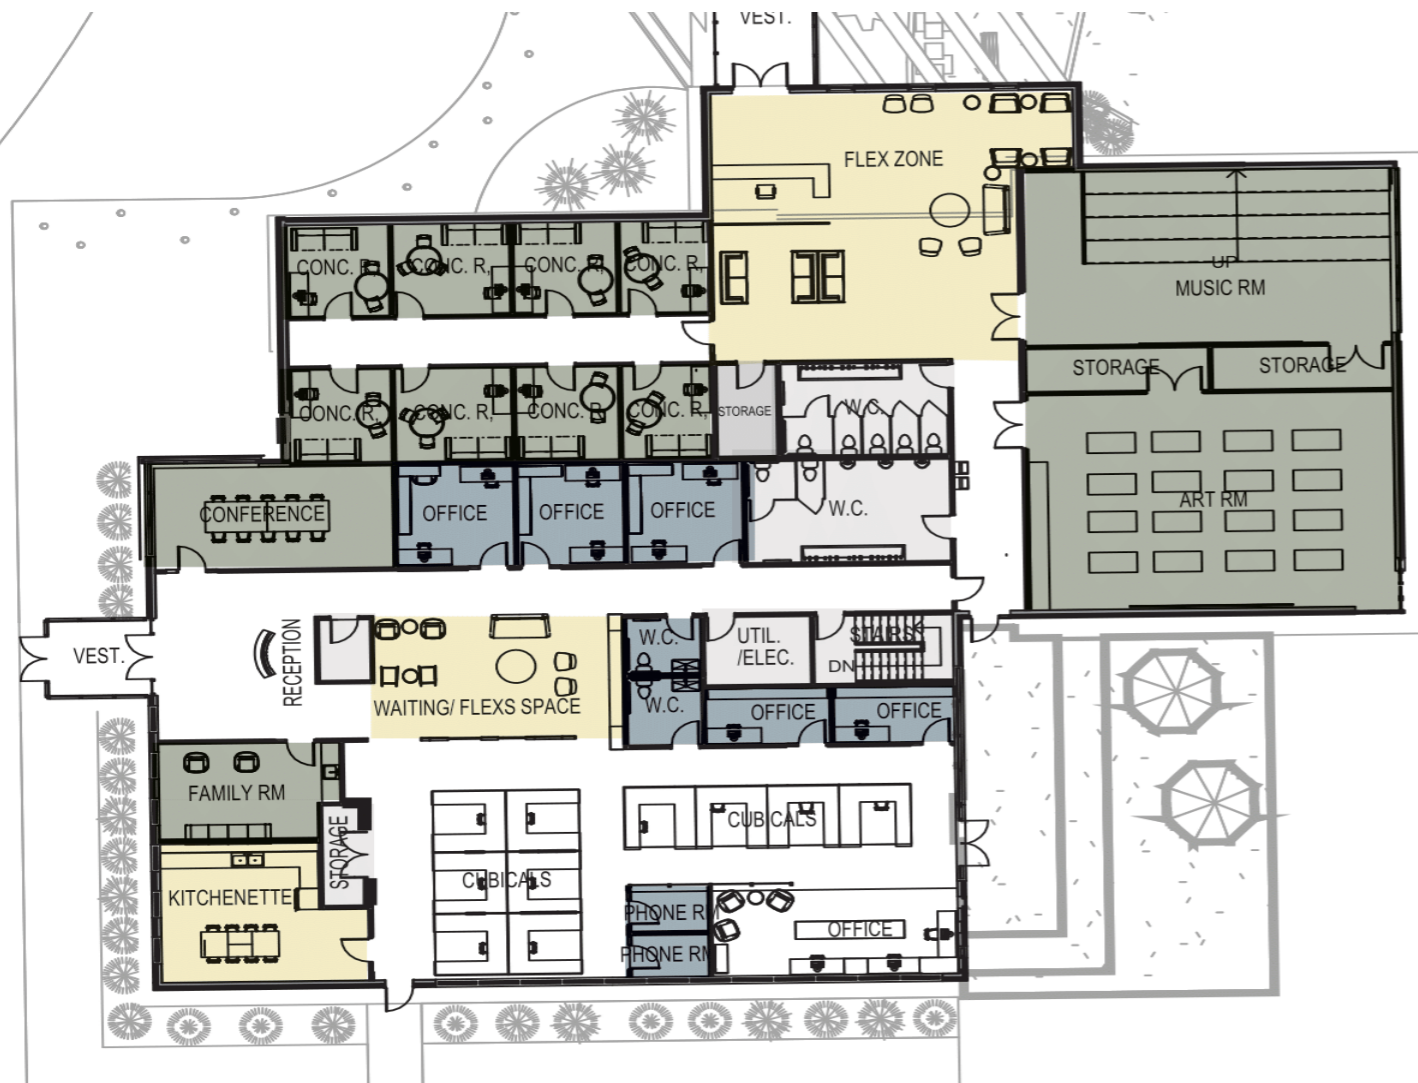 VEST.
FLEX ZONE
CONC. R,
CONC. R,
CONC. R,
CONC. R,
UP
MUSIC RM
STORAGE
STORAGE
CONC. R,
CONC. R,
CONC. R,
CONC. R,
STORAGE
W.C.
ART RM
CONFERENCE
OFFICE
OFFICE
OFFICE
W.C.
VEST.
RECEPTION
WAITING/ FLEXS SPACE
W.C.
W.C.
UTIL.
/ELEC.
STAIRS
DN
OFFICE
OFFICE
FAMILY RM
STORAGE
KITCHENETTE
CUBICALS
CUBICALS
PHONE RM
PHONE RM
OFFICE